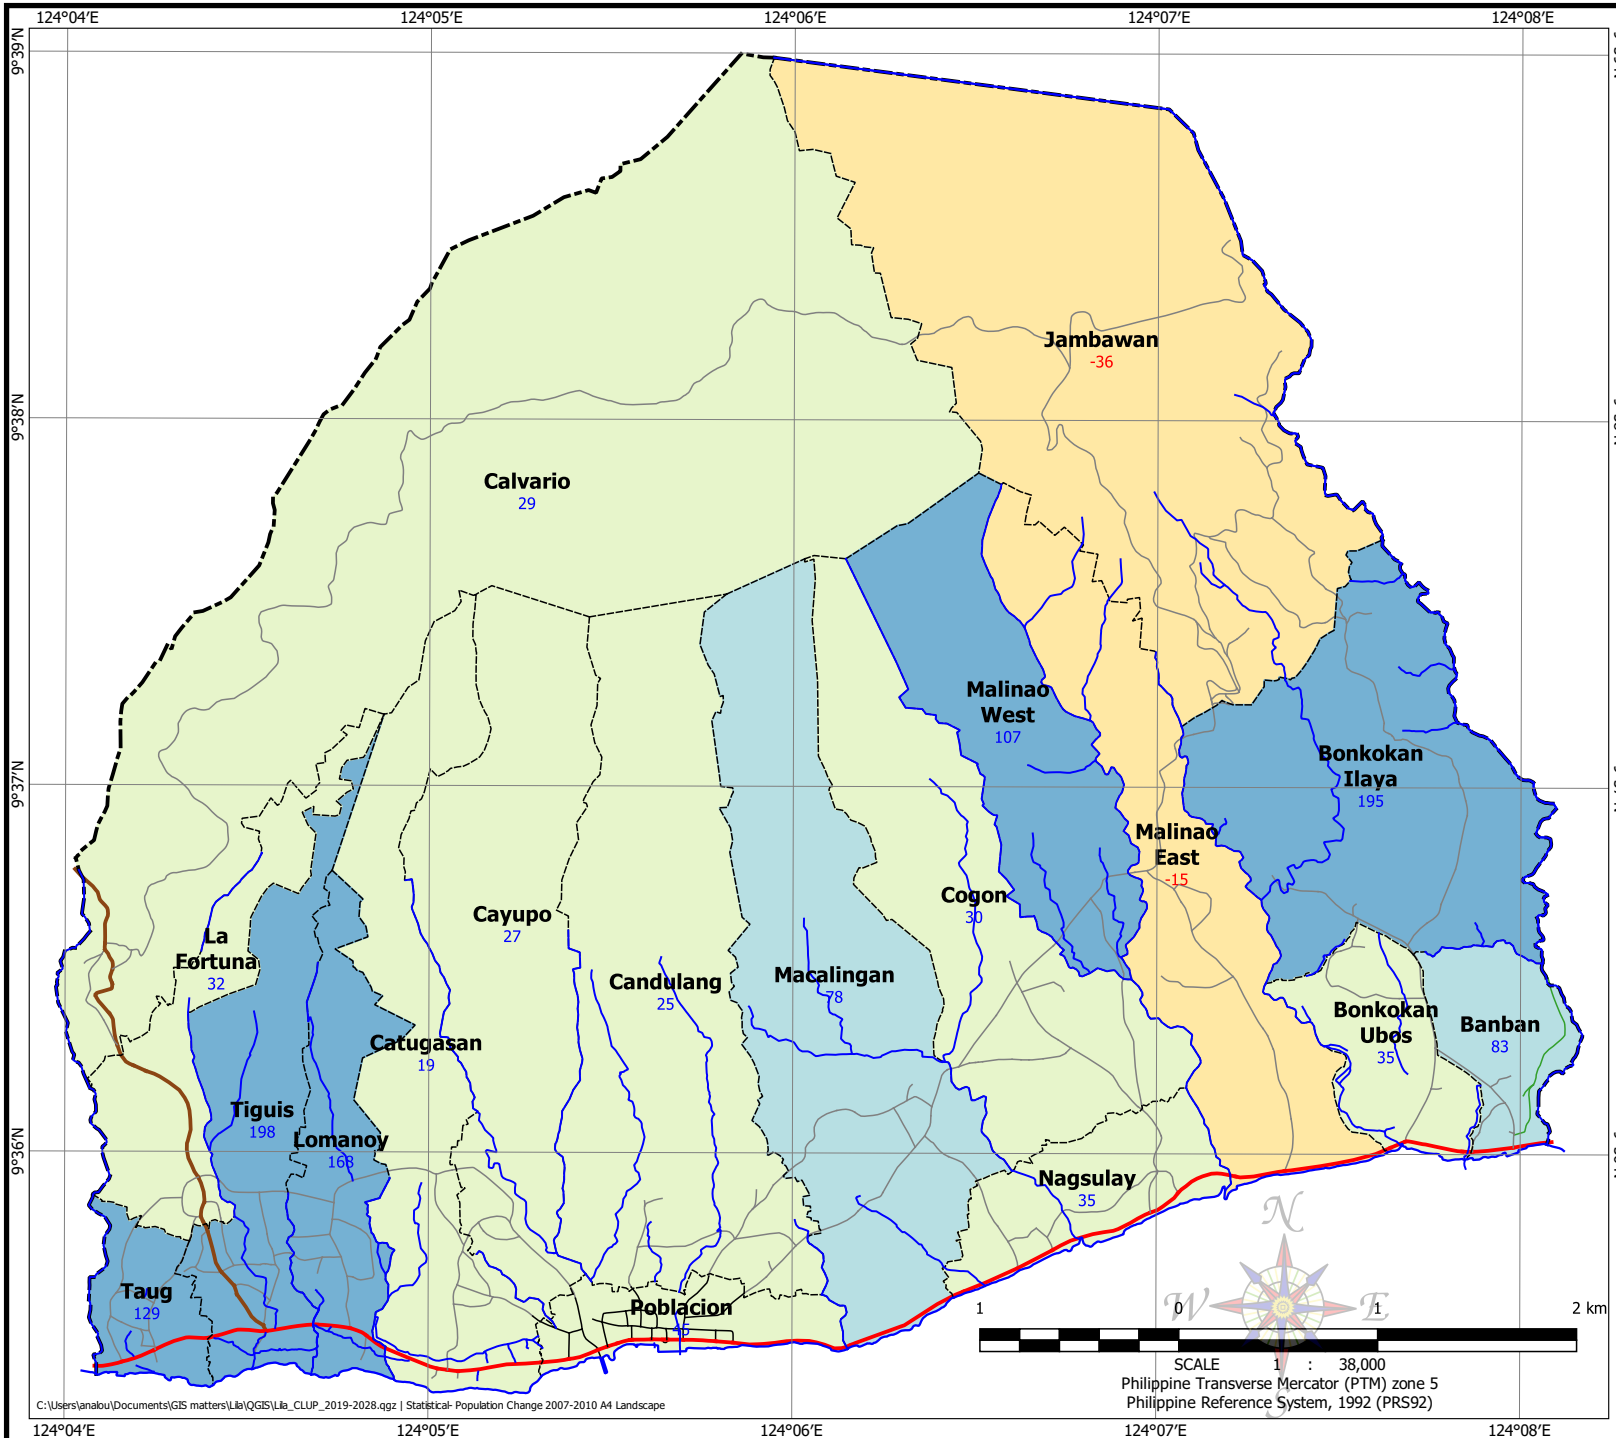 124°04′E 124°05′E 124°06′E 124°07′E 124°08′E
9°39′N
9°38′N
9°37′N
9°36′N
Jambawan
-36
Calvario
29
Malinao
West
107
Bonkokan
Ilaya
195
Malinao
East
-15
Cogon
30
Cayupo
27
La
Fortuna
32
Candulang
25
Macalingan
78
Catugasan
19
Bonkokan
Ubos
35
Banban
83
Tiguis
198
Lomanoy
168
Nagsulay
35
Taug
129
Poblacion
45
N
W E
S
1 0 1 2 km
SCALE 1 : 38,000
Philippine Transverse Mercator (PTM) zone 5
Philippine Reference System, 1992 (PRS92)
C:\Users\analou\Documents\GIS matters\Lila\QGIS\Lila_CLUP_2019-2028.qgz | Statistical- Population Change 2007-2010 A4 Landscape
124°04′E 124°05′E 124°06′E 124°07′E 124°08′E